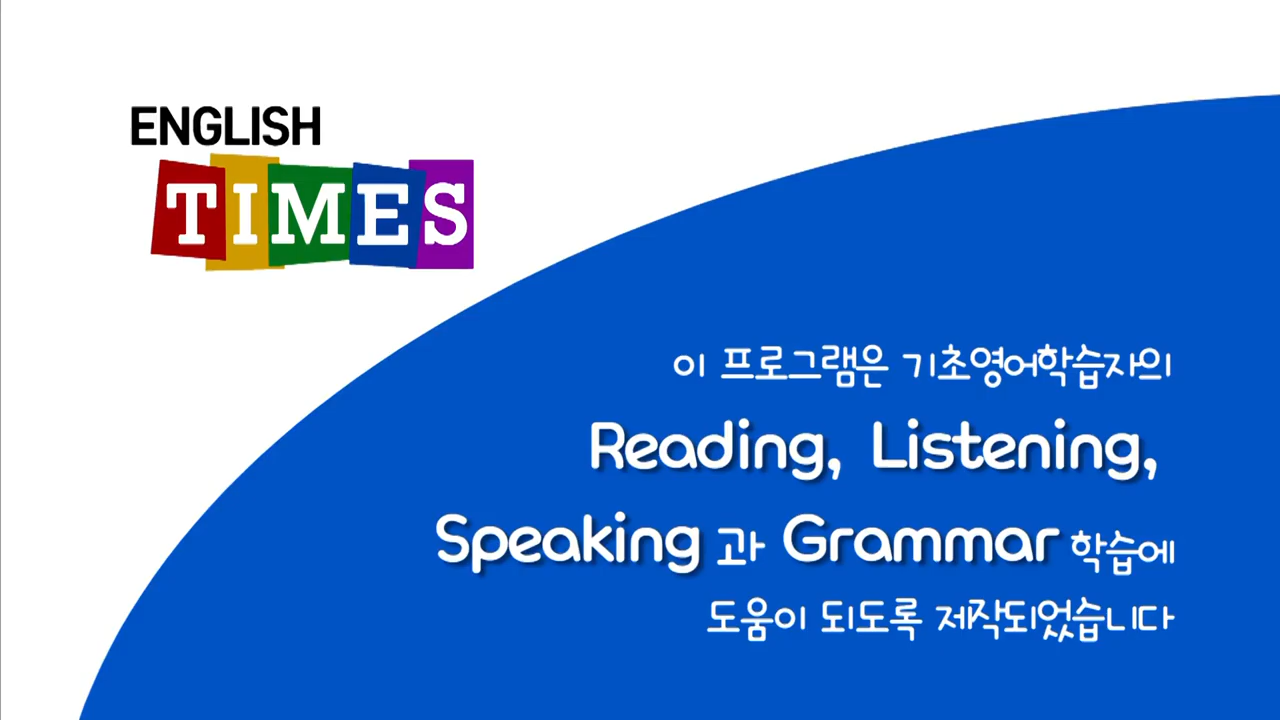 ENGLISH
TIMES
이 프로그램은 기초영어학습자의
Reading, Listening,
Speaking 과 Grammar 학습에
도움이 되도록 제작되었습니다